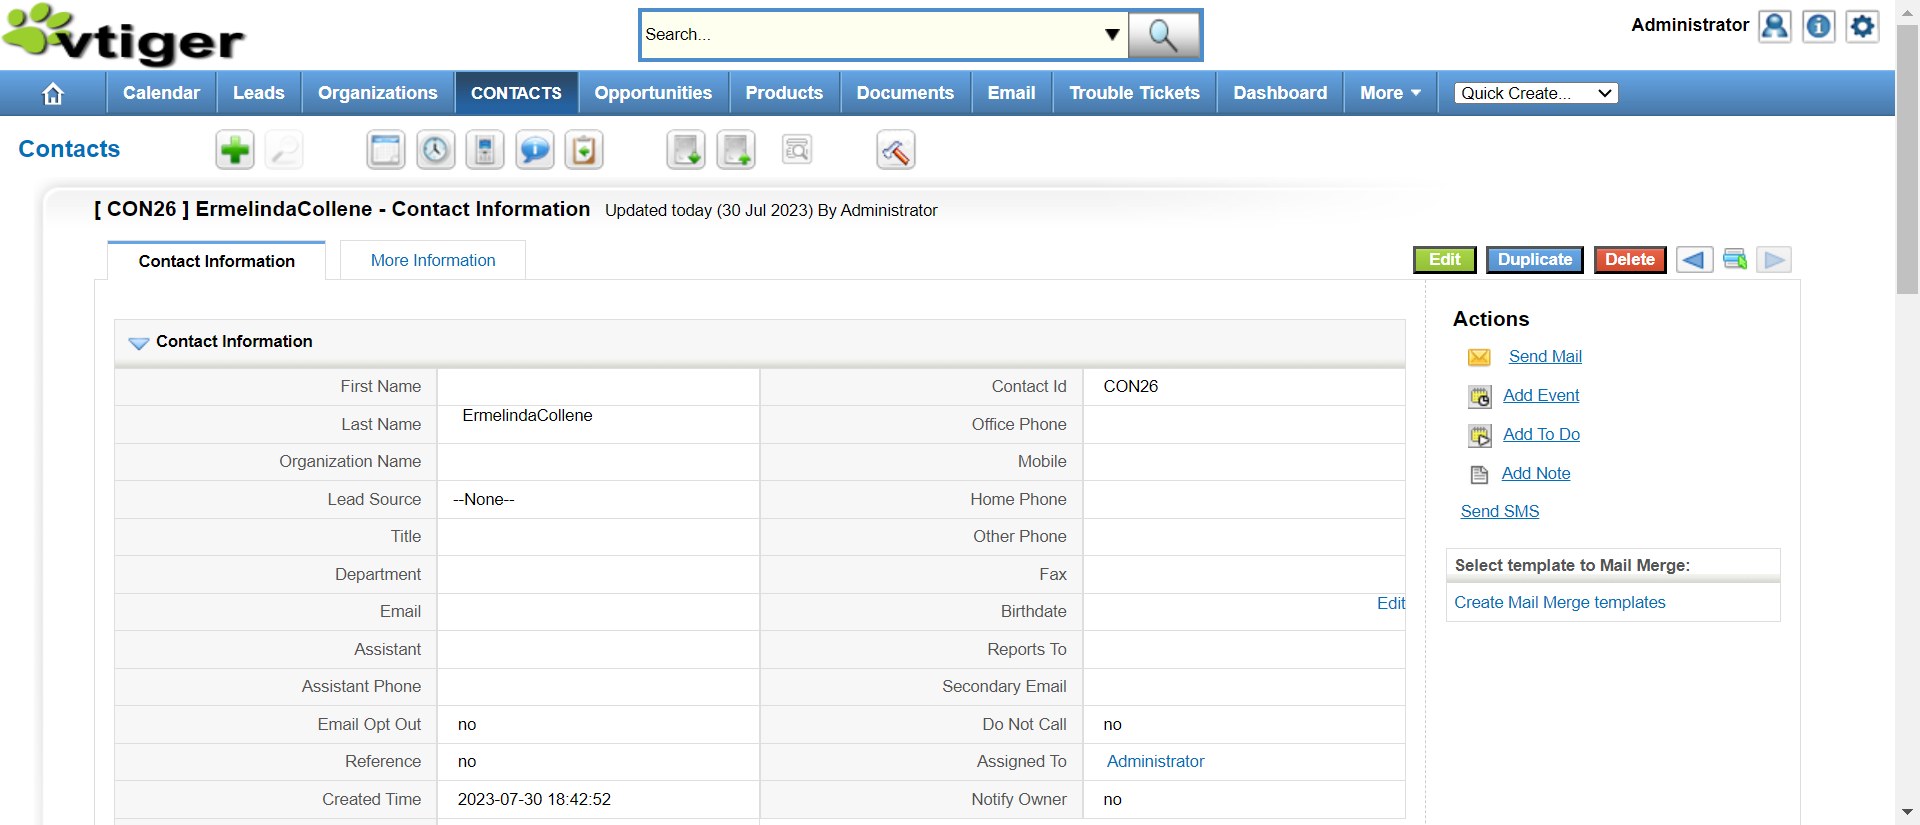 vtiger
Search...
Administrator
Calendar
Leads
Organizations
CONTACTS
Opportunities
Products
Documents
Email
Trouble Tickets
Dashboard
More
Quick Create...
Contacts
[ CON26 ] ErmelindaCollene - Contact Information Updated today (30 Jul 2023) By Administrator
Contact Information
More Information
Edit
Duplicate
Delete
Contact Information
First Name
Contact Id CON26
Last Name ErmelindaCollene
Office Phone
Organization Name
Mobile
Lead Source --None--
Home Phone
Title
Other Phone
Department
Fax
Email
Birthdate
Edit
Assistant
Reports To
Assistant Phone
Secondary Email
Email Opt Out no
Do Not Call no
Reference no
Assigned To Administrator
Created Time 2023-07-30 18:42:52
Notify Owner no
Actions
Send Mail
Add Event
Add To Do
Add Note
Send SMS
Select template to Mail Merge:
Create Mail Merge templates